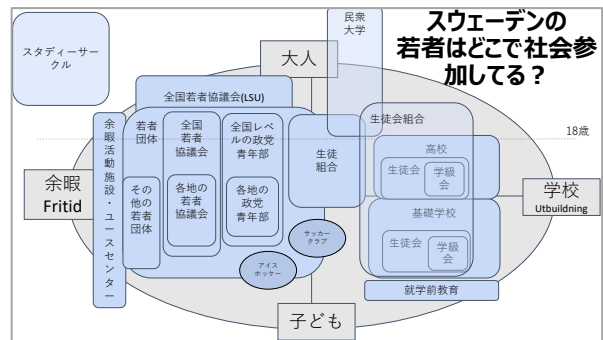 スウェーデンの
若者はどこで社会参
加してる？
民衆
大学
スタディーサー
クル
大人
全国若者協議会(LSU)
生徒会組合
18歳
余暇活動施設・ユースセンター
若者
団体
全国
若者
協議会
全国レベ
ルの政党
青年部
生徒
組合
高校
生徒会
学級
会
余暇
Fritid
学校
Utbuildning
その
他の
若者
団体
各地の
若者
協議会
各地の
政党
青年部
基礎学校
生徒会
学級
会
サッカー
クラブ
アイス
ホッケー
就学前教育
子ども